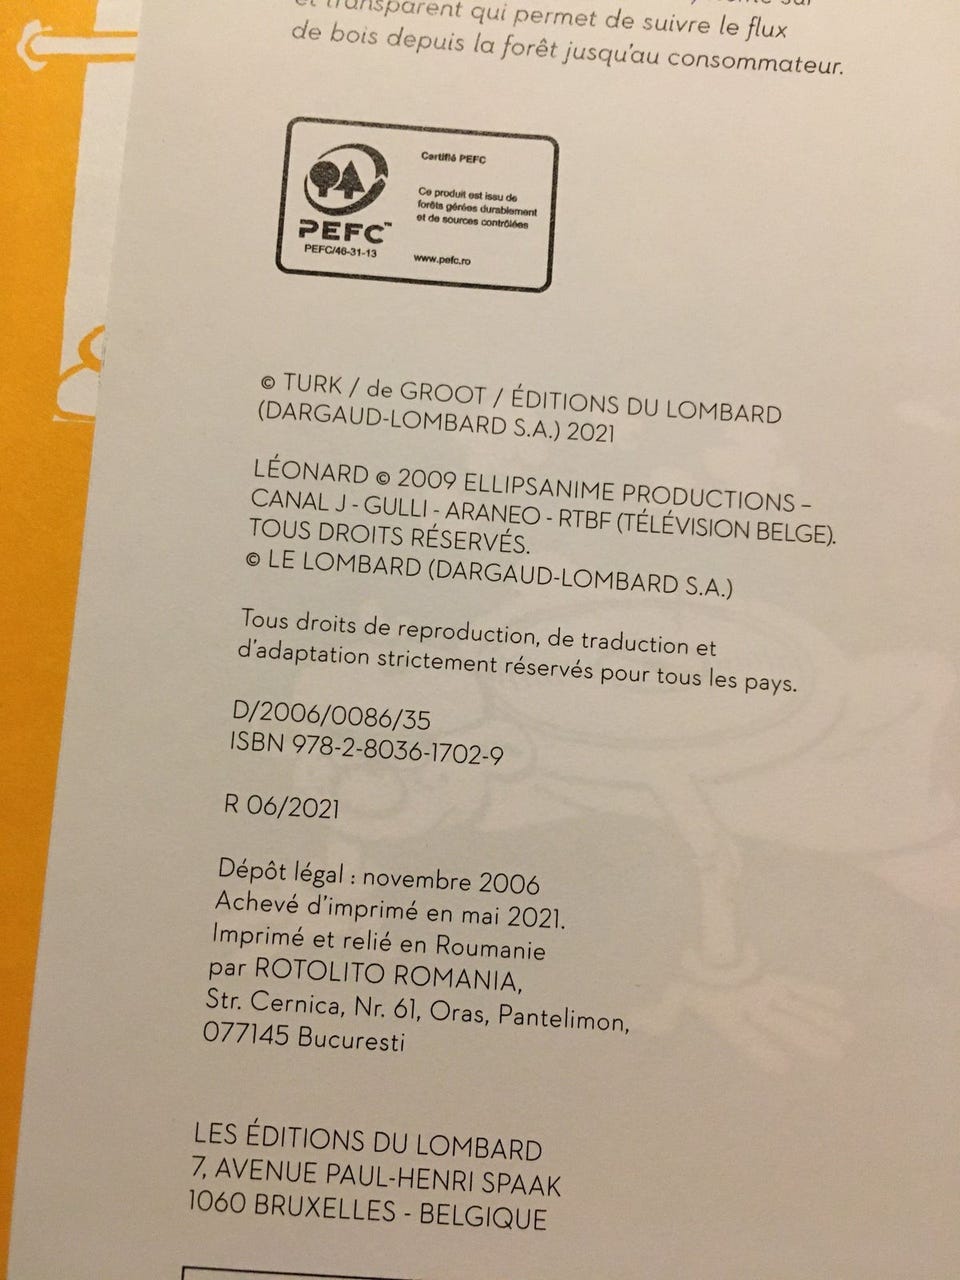 transparent qui permet de suivre le flux
de bois depuis la forêt jusqu'au consommateur.
PEFC™
PEFC/46-31-13
Certifié PEFC
Ce produit est issu de
forêts gérées durablement
et de sources contrôlées
www.pefc.ro
© TURK / de GROOT / ÉDITIONS DU LOMBARD
(DARGAUD-LOMBARD S.A.) 2021
LÉONARD © 2009 ELLIPSANIME PRODUCTIONS –
CANAL J - GULLI - ARANEO - RTBF (TÉLÉVISION BELGE).
TOUS DROITS RÉSERVÉS.
© LE LOMBARD (DARGAUD-LOMBARD S.A.)
Tous droits de reproduction, de traduction et
d'adaptation strictement réservés pour tous les pays.
D/2006/0086/35
ISBN 978-2-8036-1702-9
R 06/2021
Dépôt légal : novembre 2006
Achevé d'imprimé en mai 2021.
Imprimé et relié en Roumanie
par ROTOLITO ROMANIA,
Str. Cernica, Nr. 61, Oras, Pantelimon,
077145 Bucuresti
LES ÉDITIONS DU LOMBARD
7, AVENUE PAUL-HENRI SPAAK
1060 BRUXELLES - BELGIQUE